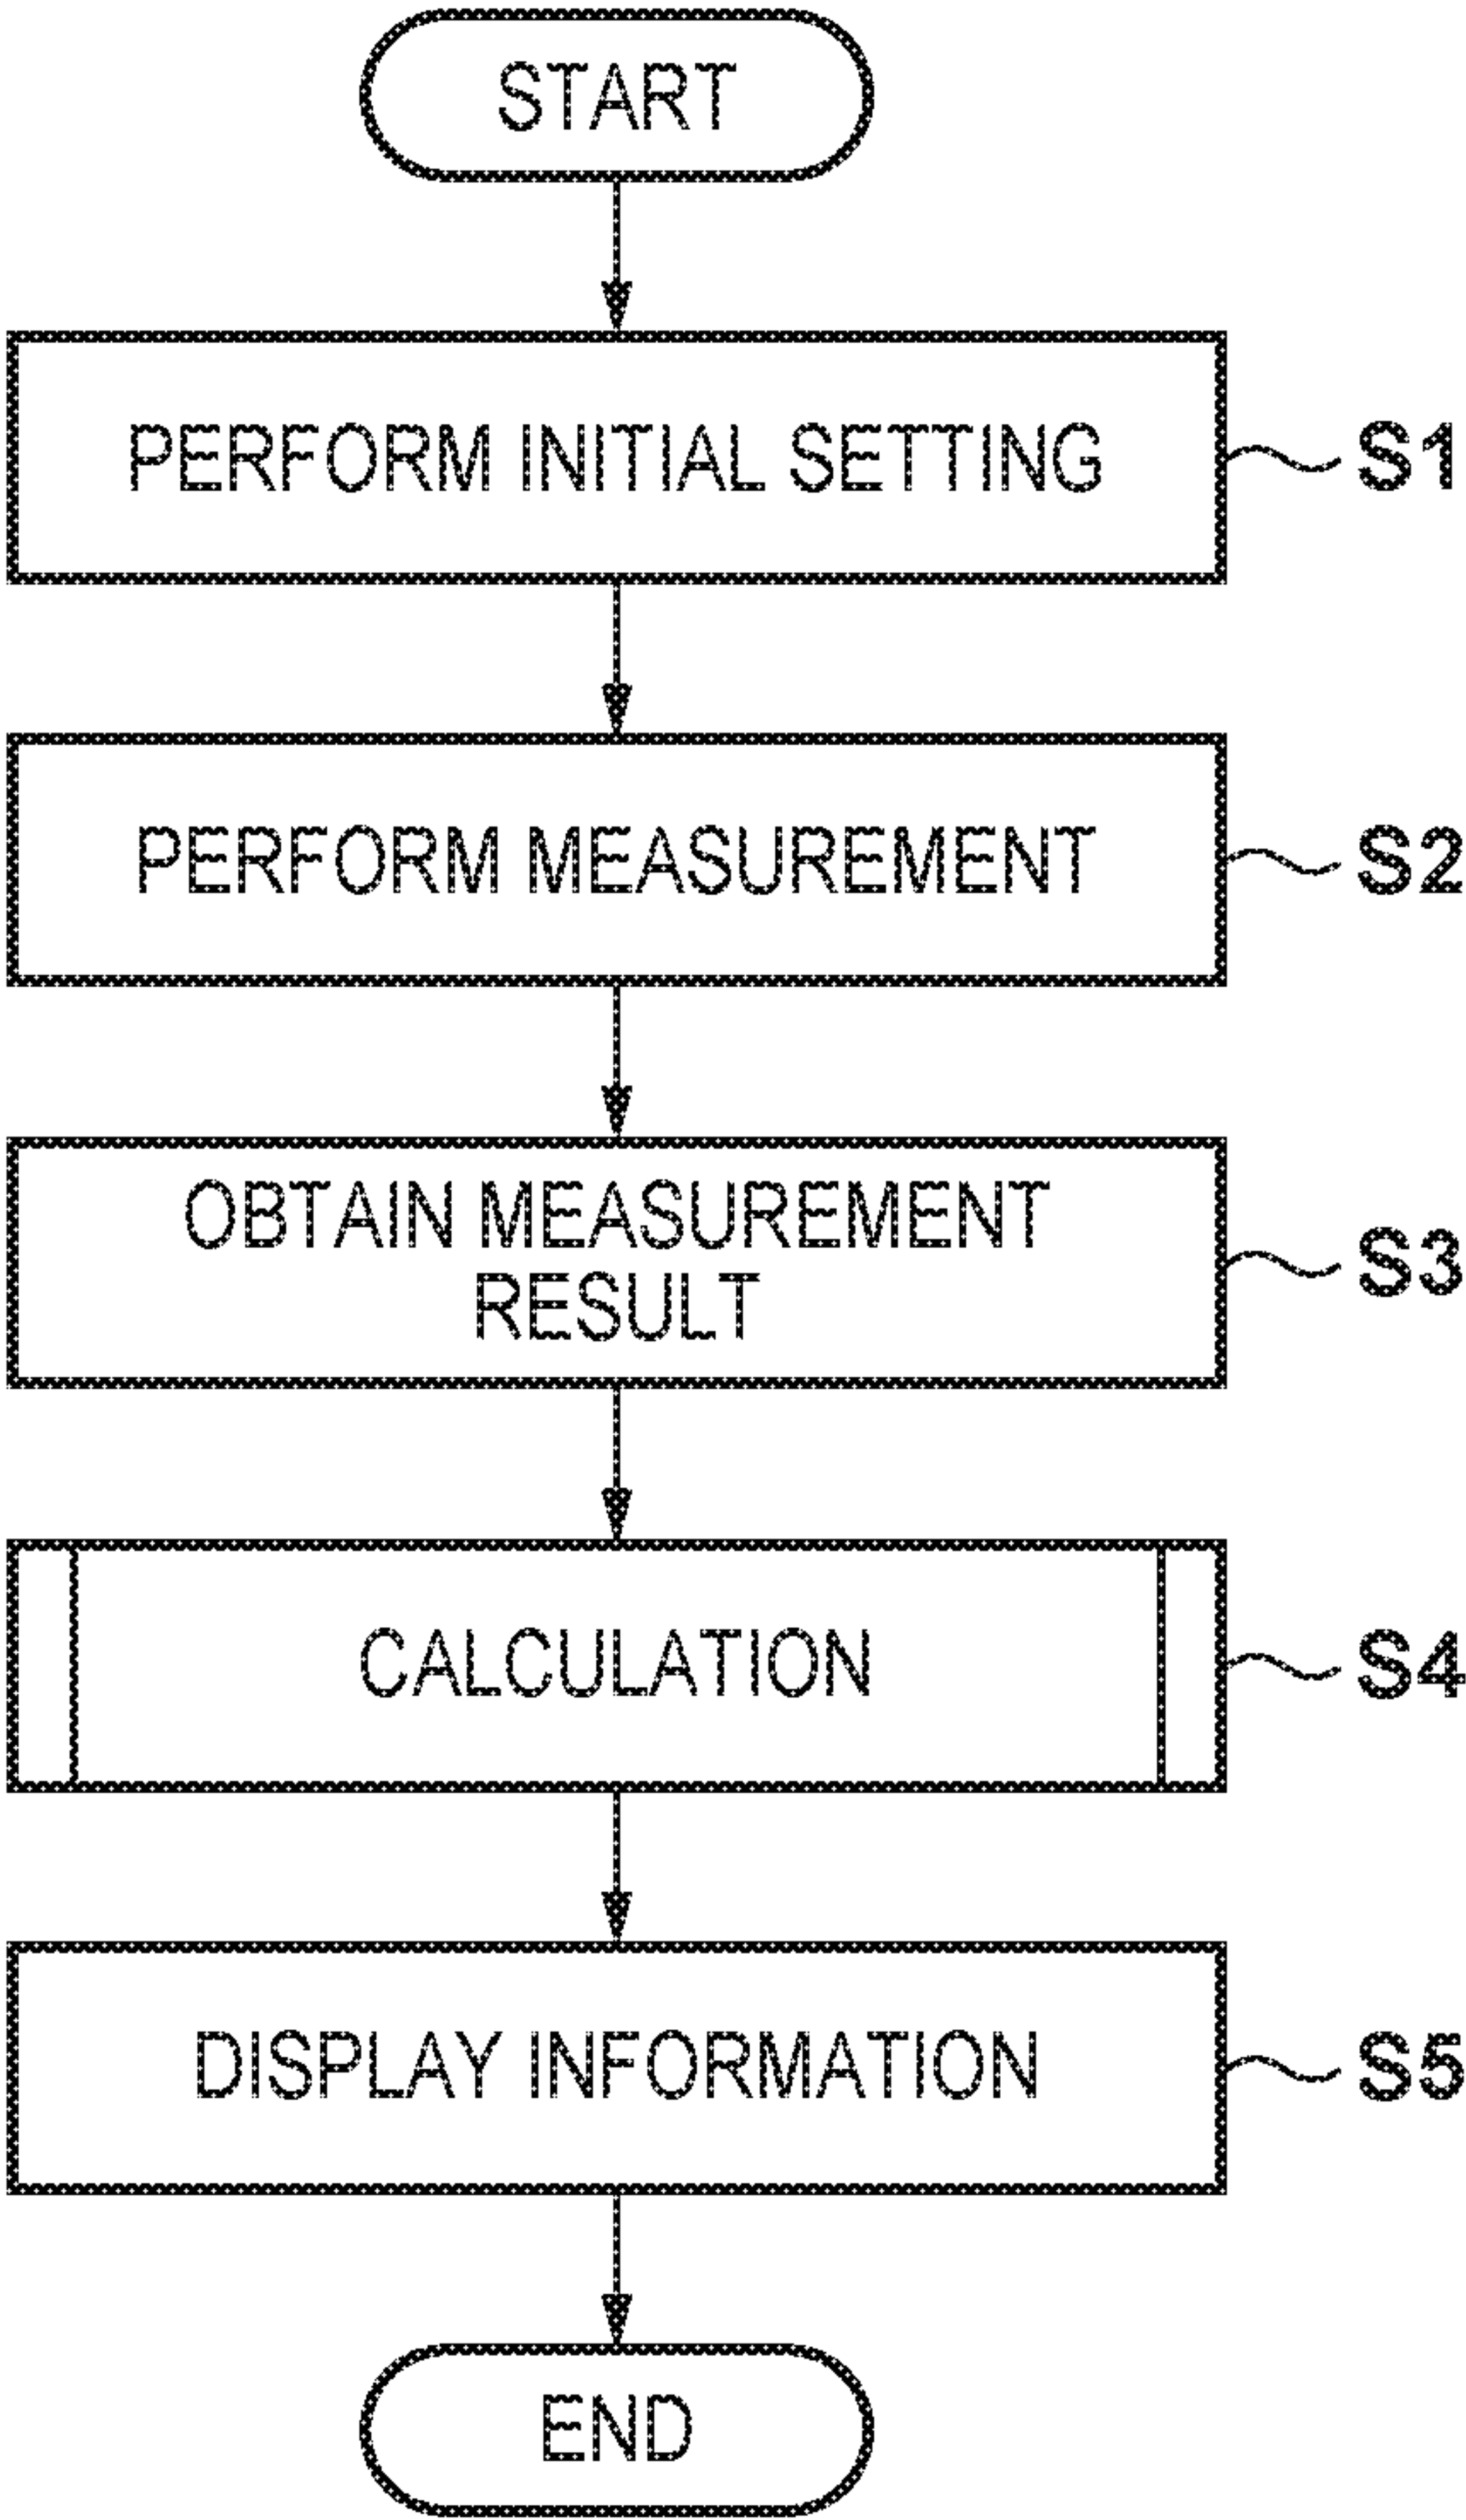 START
PERFORM INITIAL SETTING
S1
PERFORM MEASUREMENT
S2
OBTAIN MEASUREMENT
RESULT
S3
CALCULATION
S4
DISPLAY INFORMATION
S5
END